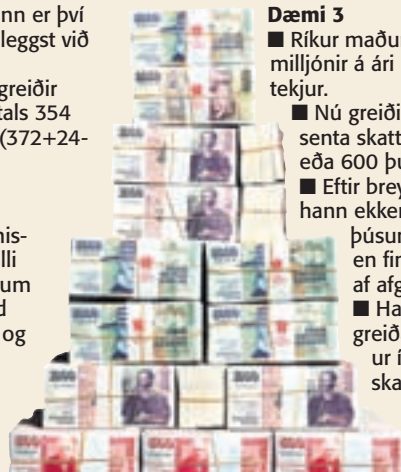 nn er því
leggst við
greiðir
tals 354
(372+24-
nis-
lli
um
d
og
Dæmi 3
■ Ríkur maður
milljónir á ári
tekjur.
■ Nú greiði
senta skatt
eða 600 þú
■ Eftir brey
hann ekker
þúsun
en fin
af afg
■ Ha
greið
ur í
ska